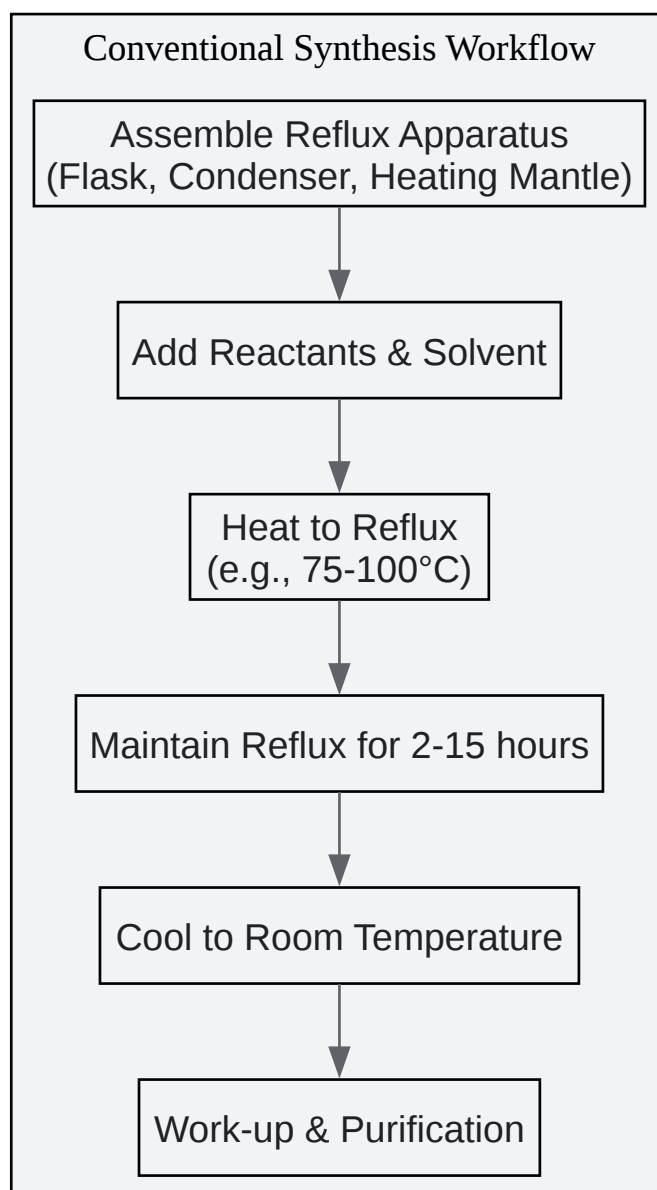 Conventional Synthesis Workflow
Assemble Reflux Apparatus
(Flask, Condenser, Heating Mantle)
Add Reactants & Solvent
Heat to Reflux
(e.g., 75-100°C)
Maintain Reflux for 2-15 hours
Cool to Room Temperature
Work-up & Purification